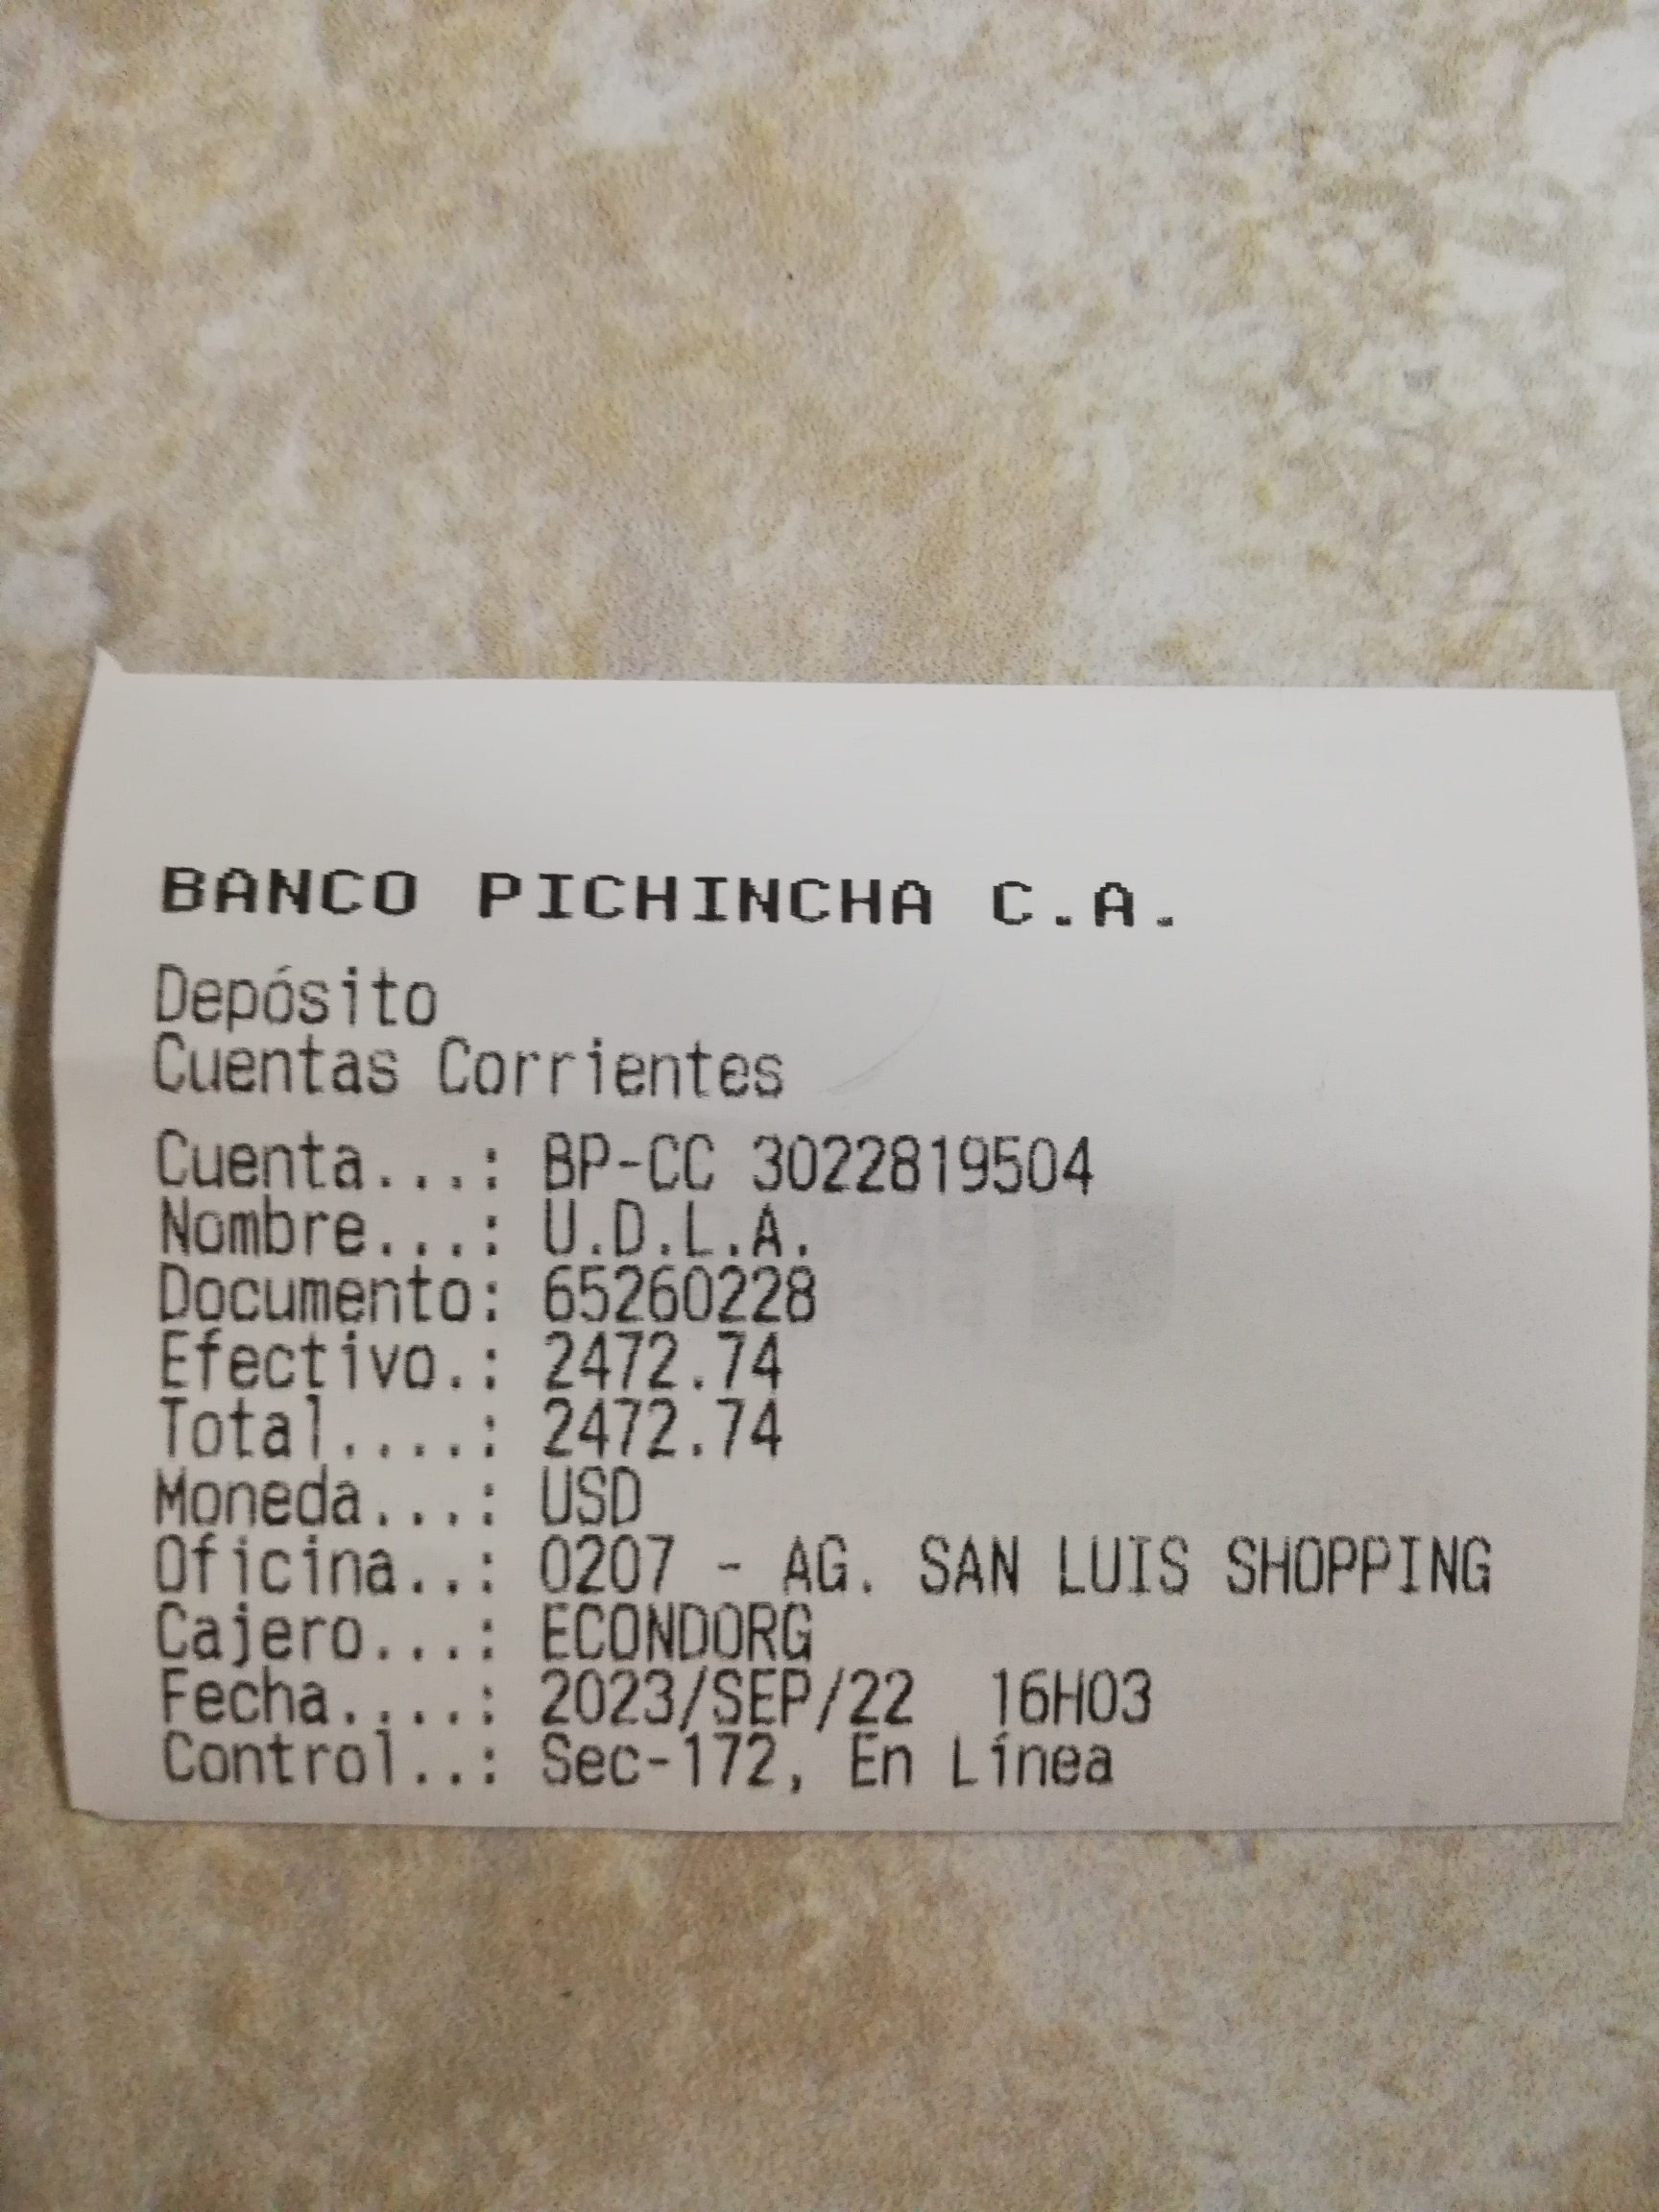 BANCO PICHINCHA C.A.
Depósito
Cuentas Corrientes
Cuenta...: BP-CC 3022819504
Nombre...: U.D.L.A.
Documento: 65260228
Efectivo.: 2472.74
Total....: 2472.74
Moneda...: USD
Oficina..: 0207 - AG. SAN LUIS SHOPPING
Cajero...: ECONDORG
Fecha....: 2023/SEP/22  16H03
Control..: Sec-172, En Línea